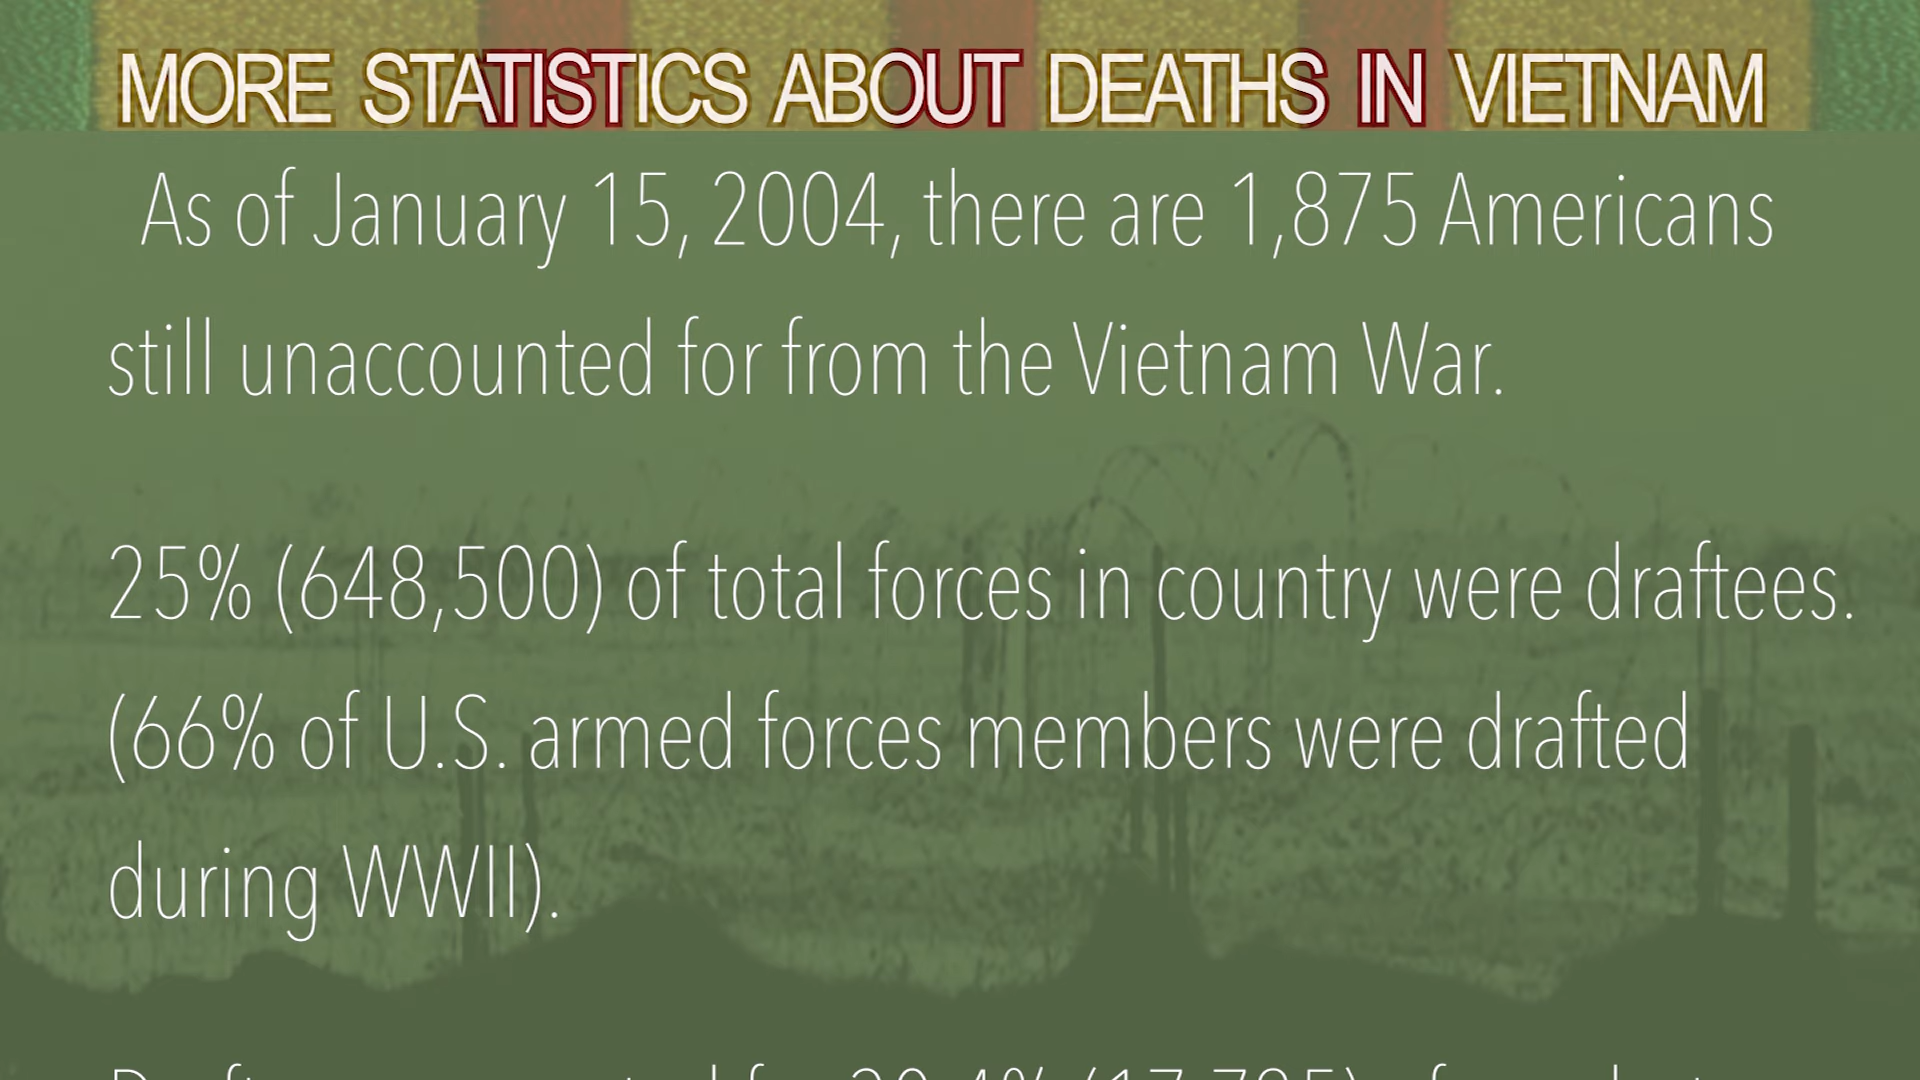 MORE STATISTICS ABOUT DEATHS IN VIETNAM
As of January 15, 2004, there are 1,875 Americans
still unaccounted for from the Vietnam War.
25% (648,500) of total forces in country were draftees.
(66% of U.S. armed forces members were drafted
during WWII).